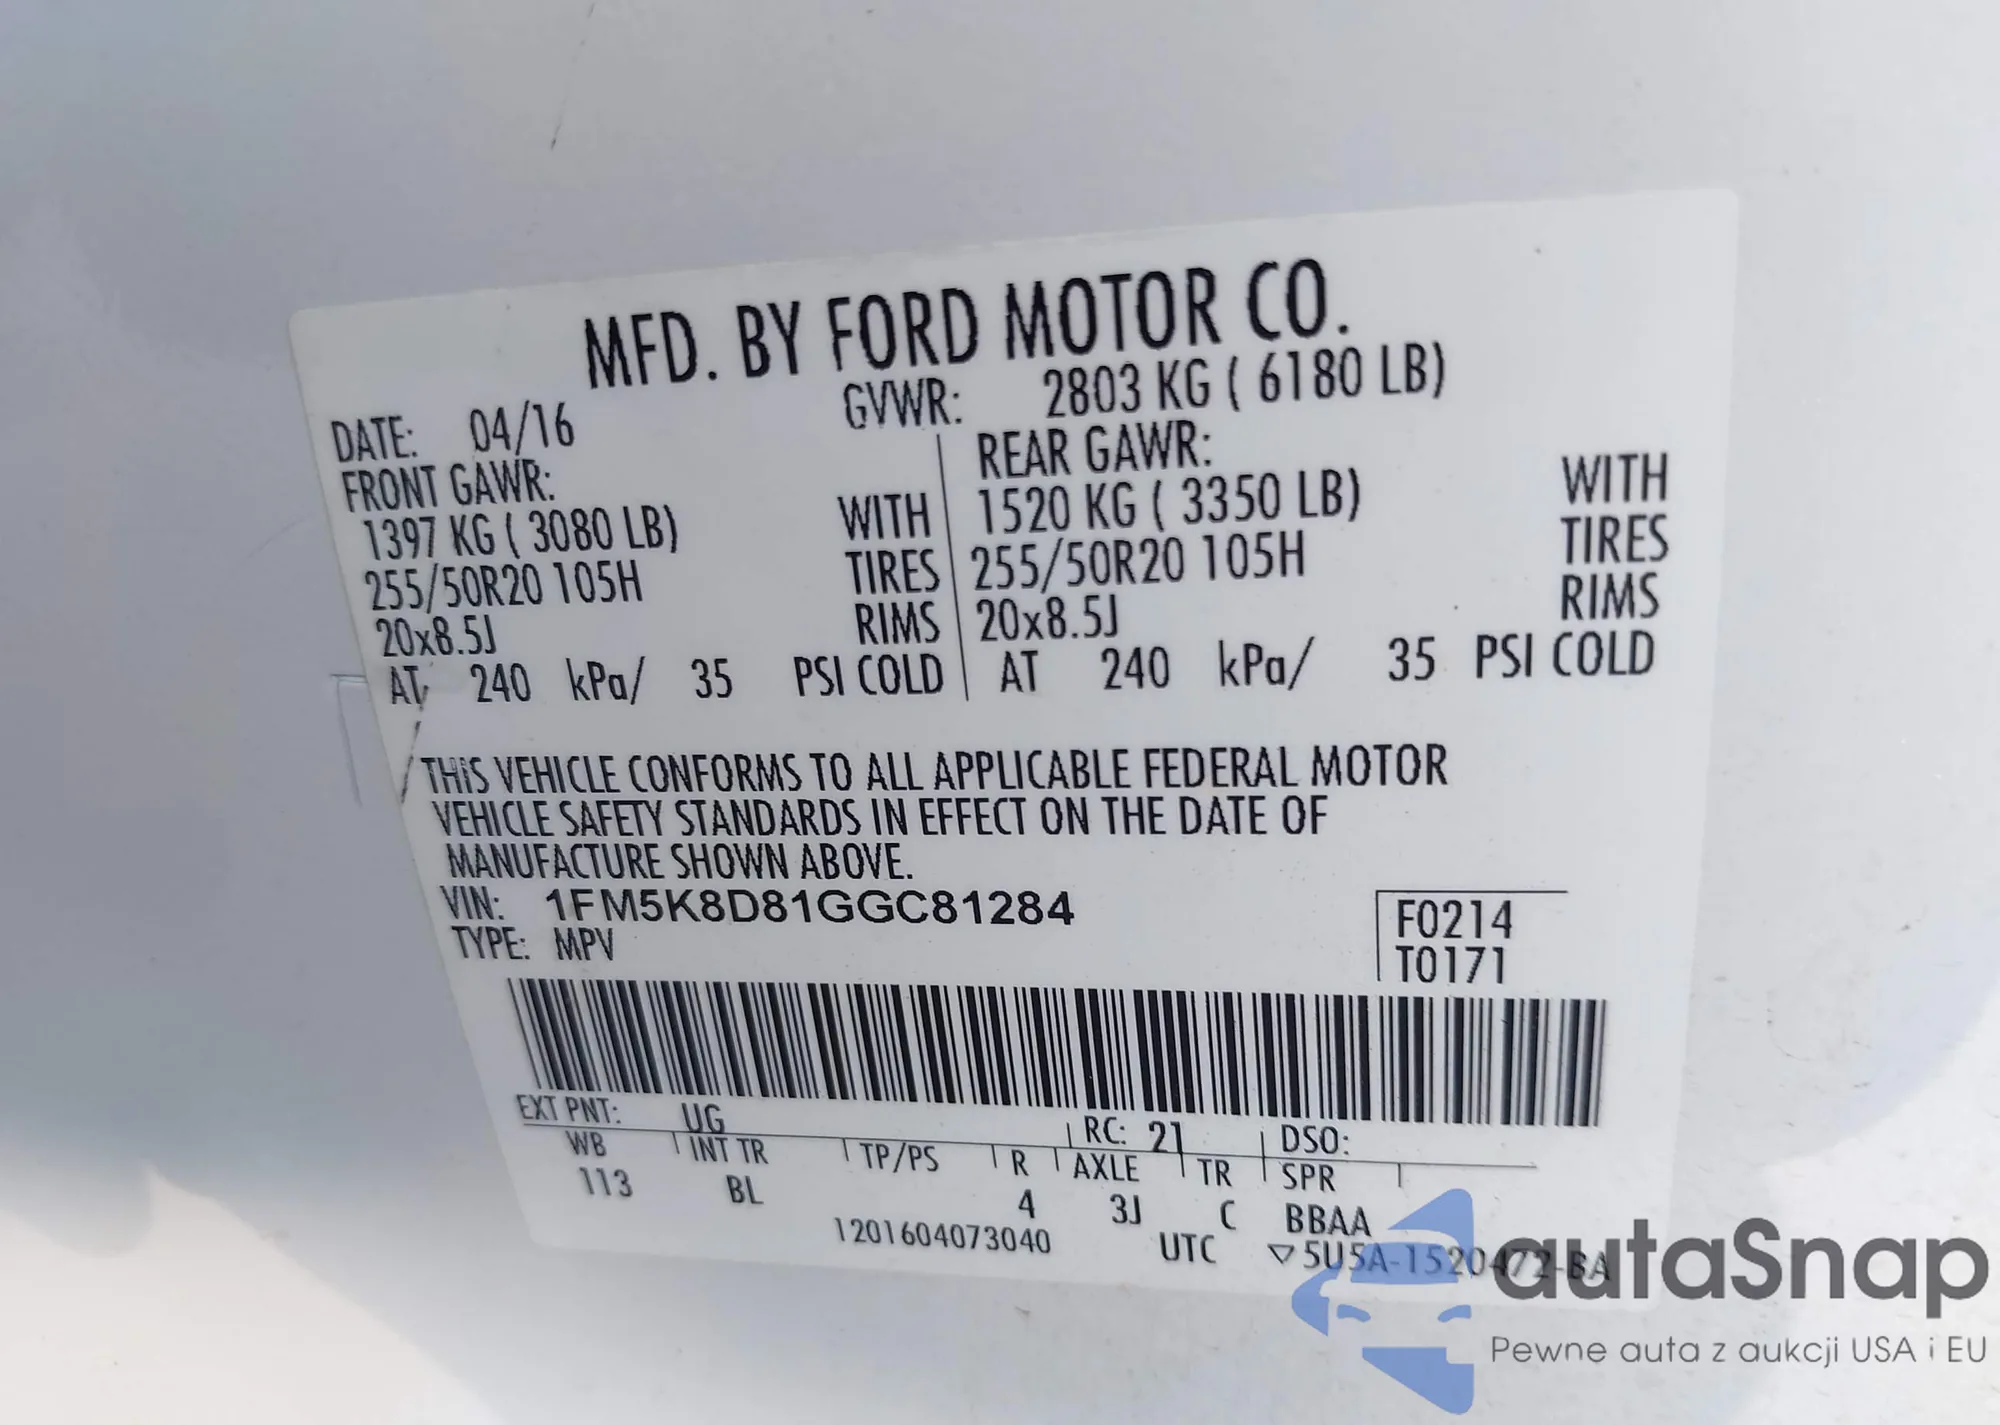 MFD. BY FORD MOTOR CO.
DATE: 04/16 GVWR: 2803 KG ( 6180 LB)
FRONT GAWR: REAR GAWR:
1397 KG ( 3080 LB) WITH 1520 KG ( 3350 LB) WITH
255/50R20 105H TIRES 255/50R20 105H TIRES
20x8.5J RIMS 20x8.5J RIMS
AT 240 kPa/ 35 PSI COLD AT 240 kPa/ 35 PSI COLD
THIS VEHICLE CONFORMS TO ALL APPLICABLE FEDERAL MOTOR
VEHICLE SAFETY STANDARDS IN EFFECT ON THE DATE OF
MANUFACTURE SHOWN ABOVE.
VIN: 1FM5K8D81GGC81284 F0214
TYPE: MPV T0171
EXT PNT: UG RC: 21 DSO:
WB INT TR TP/PS R AXLE TR SPR
113 BL 4 3J C BBAA
1201604073040 UTC ▽5U5A-1520472-BA
autaSnap
Pewne auta z aukcji USA i EU